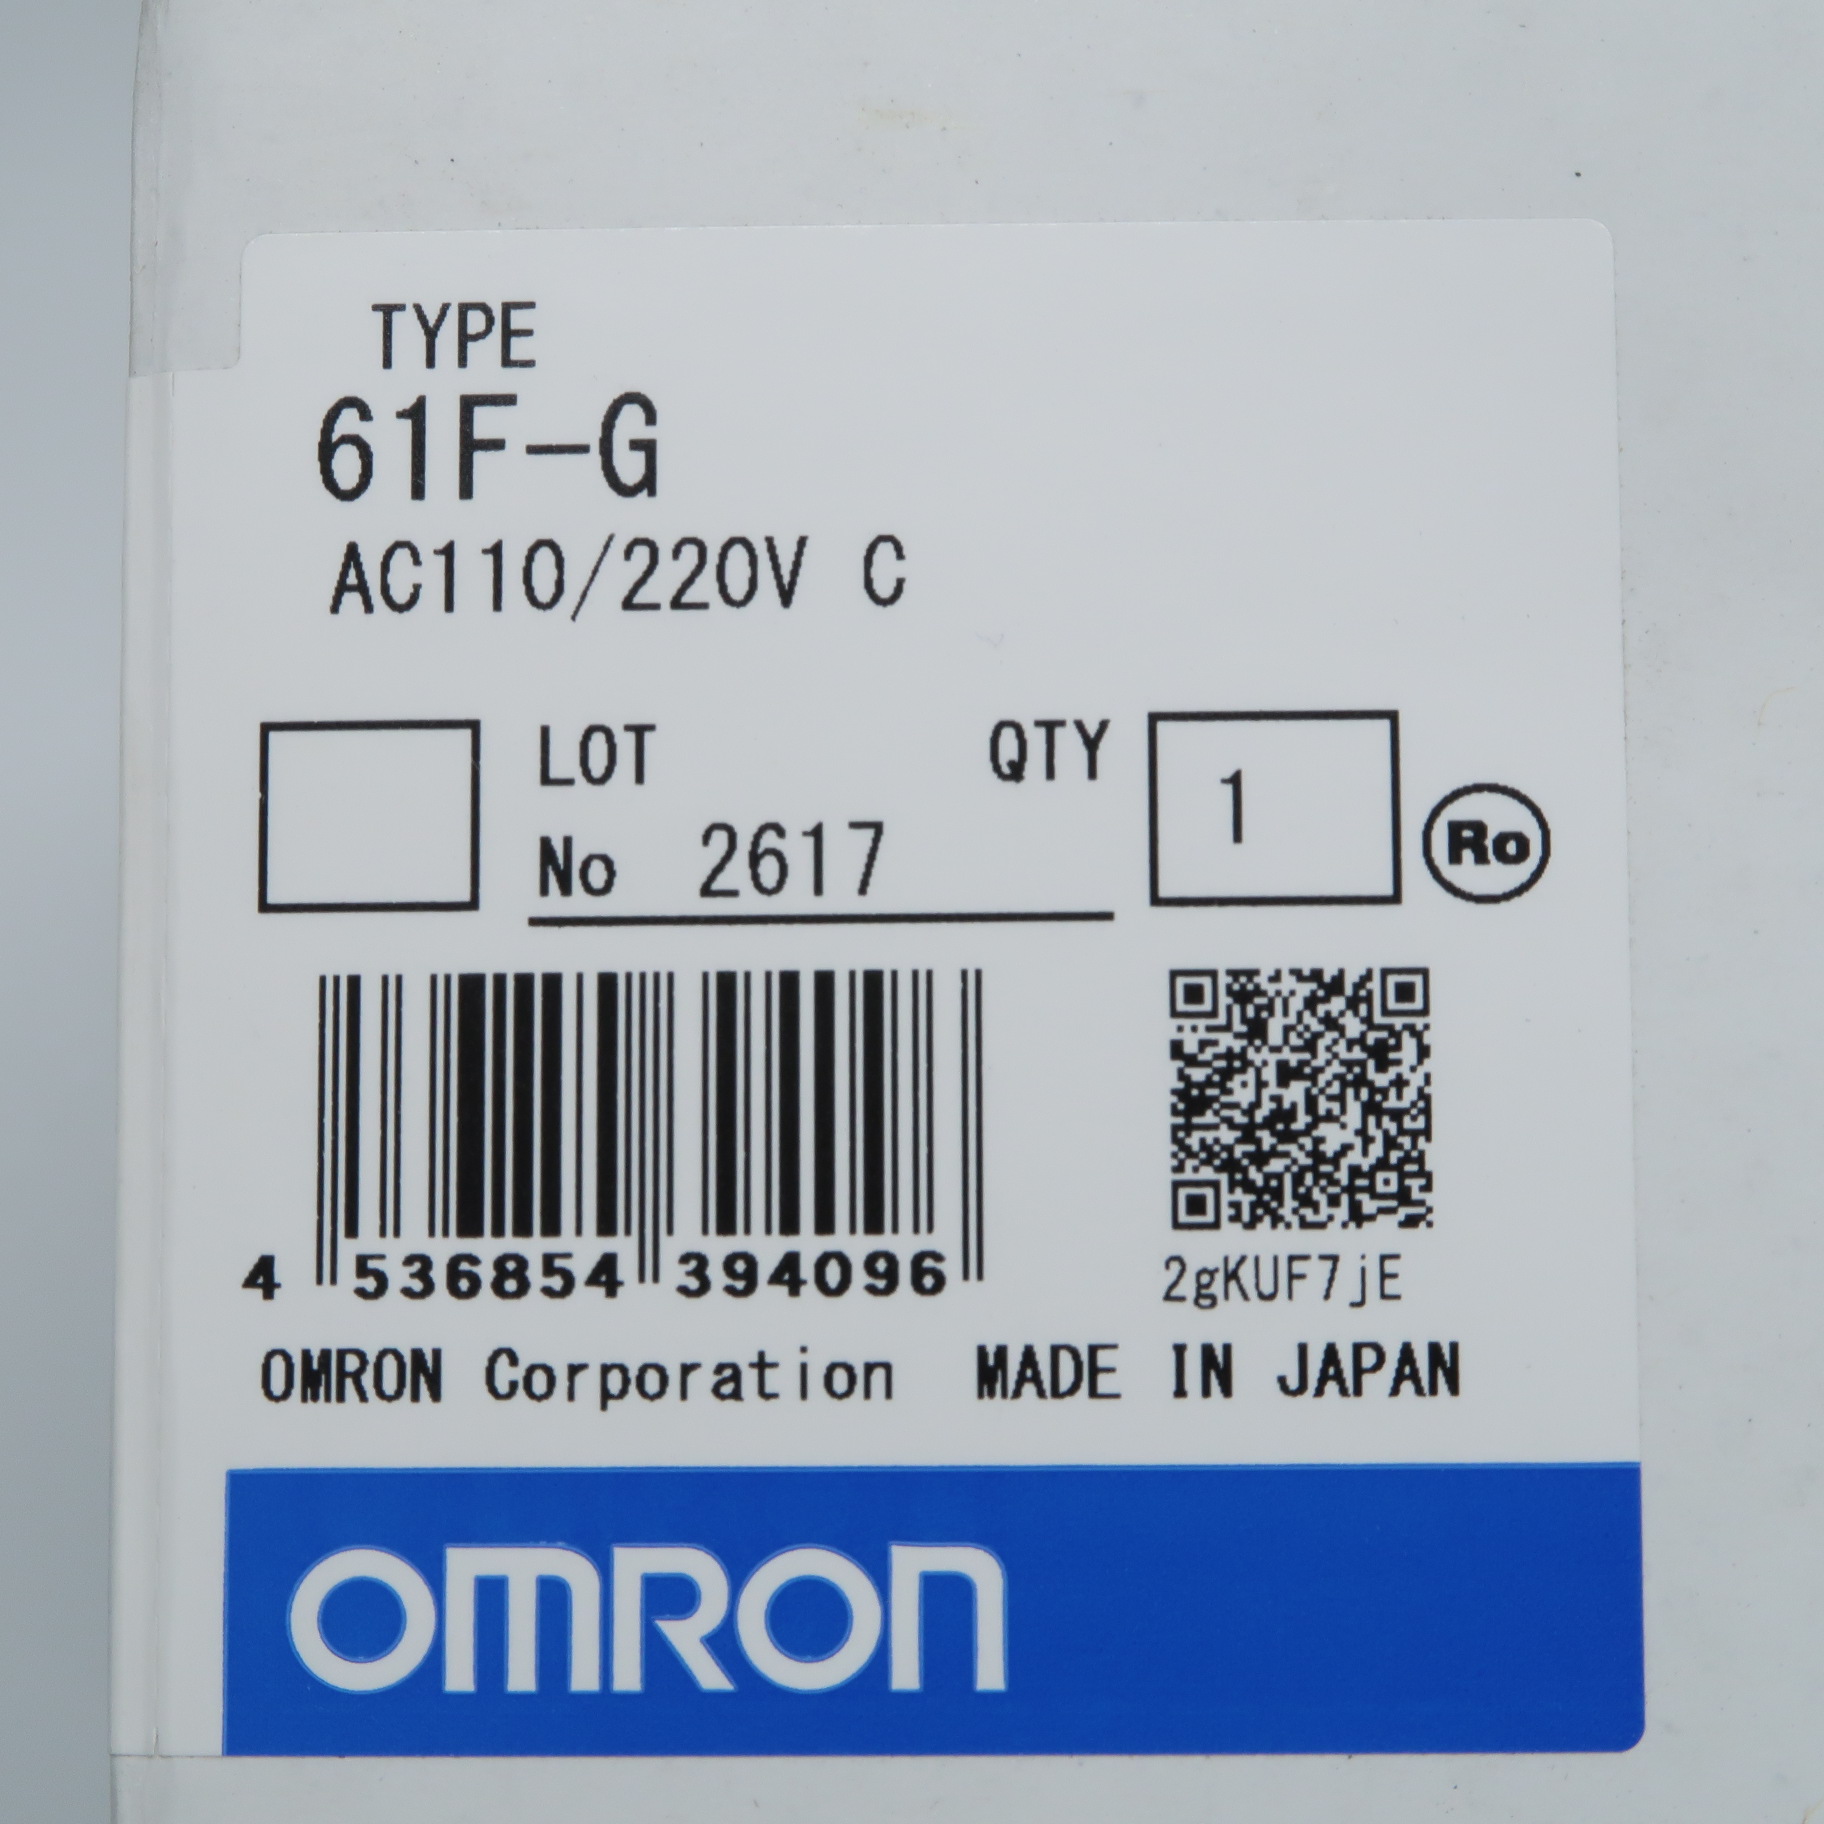 TYPE
61F-G
AC110/220V C
LOT
No 2617
QTY
1
Ro
4 536854 394096
2gKUF7jE
OMRON Corporation MADE IN JAPAN
OMRON